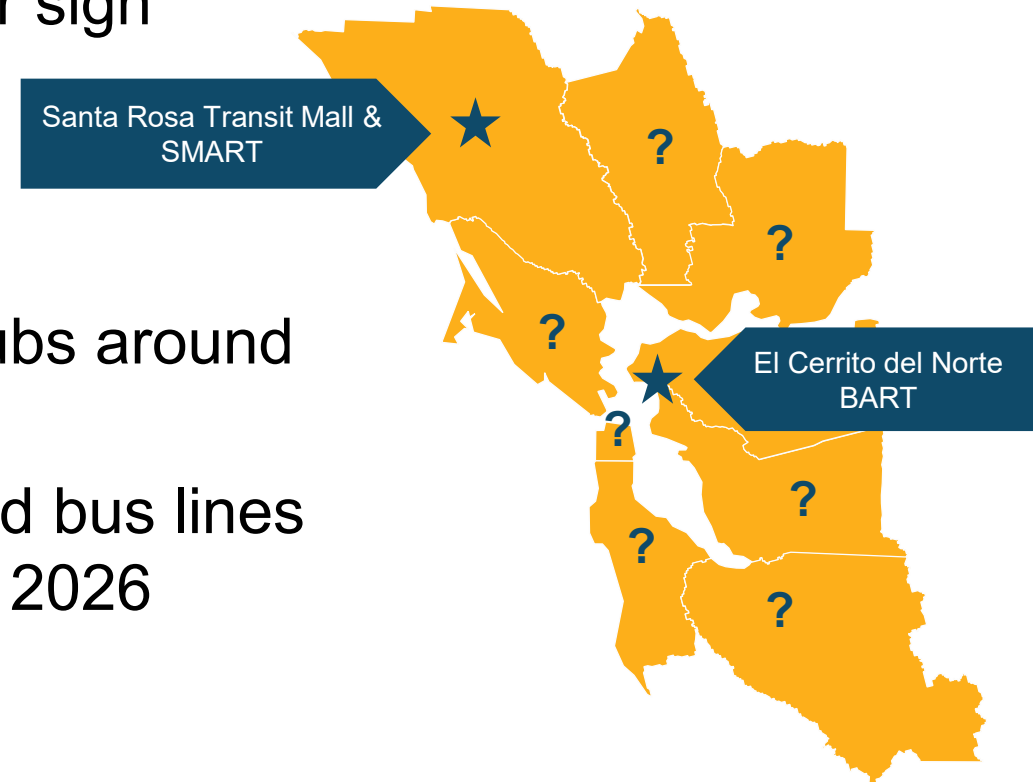 r sign
Santa Rosa Transit Mall &
SMART
?
?
ubs around
?
El Cerrito del Norte
BART
?
d bus lines
?
?
2026
?